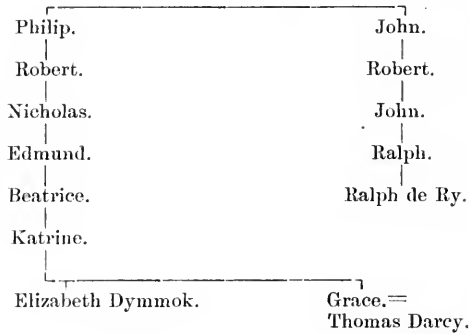 Philip. John.
Robert. Robert.
Nicholas. John.
Edmund. Ralph.
Beatrice. Ralph de Ry.
Katrine.
Elizabeth Dymmok. Grace.=
Thomas Darcy.